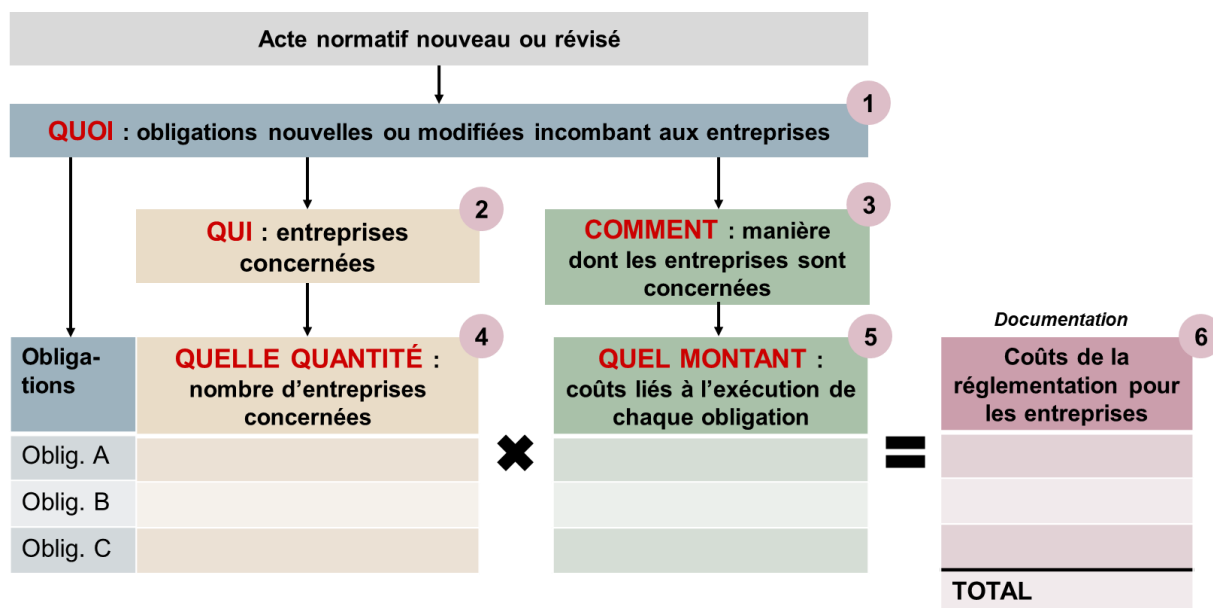 Acte normatif nouveau ou révisé
1
QUOI : obligations nouvelles ou modifiées incombant aux entreprises
2
QUI : entreprises
concernées
3
COMMENT : manière
dont les entreprises sont
concernées
Documentation
Obliga-
tions
4
QUELLE QUANTITÉ :
nombre d'entreprises
concernées
5
QUEL MONTANT :
coûts liés à l'exécution de
chaque obligation
6
Coûts de la
réglementation pour
les entreprises
Oblig. A
Oblig. B
Oblig. C
TOTAL